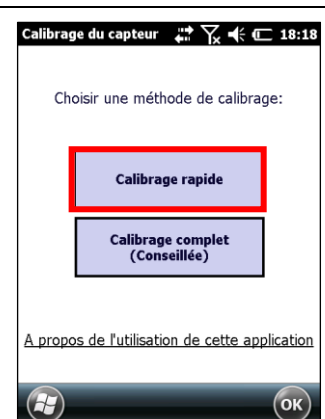 Calibrage du capteur 18:18
Choisir une méthode de calibrage:
Calibrage rapide
Calibrage complet
(Conseillée)
A propos de l'utilisation de cette application
OK